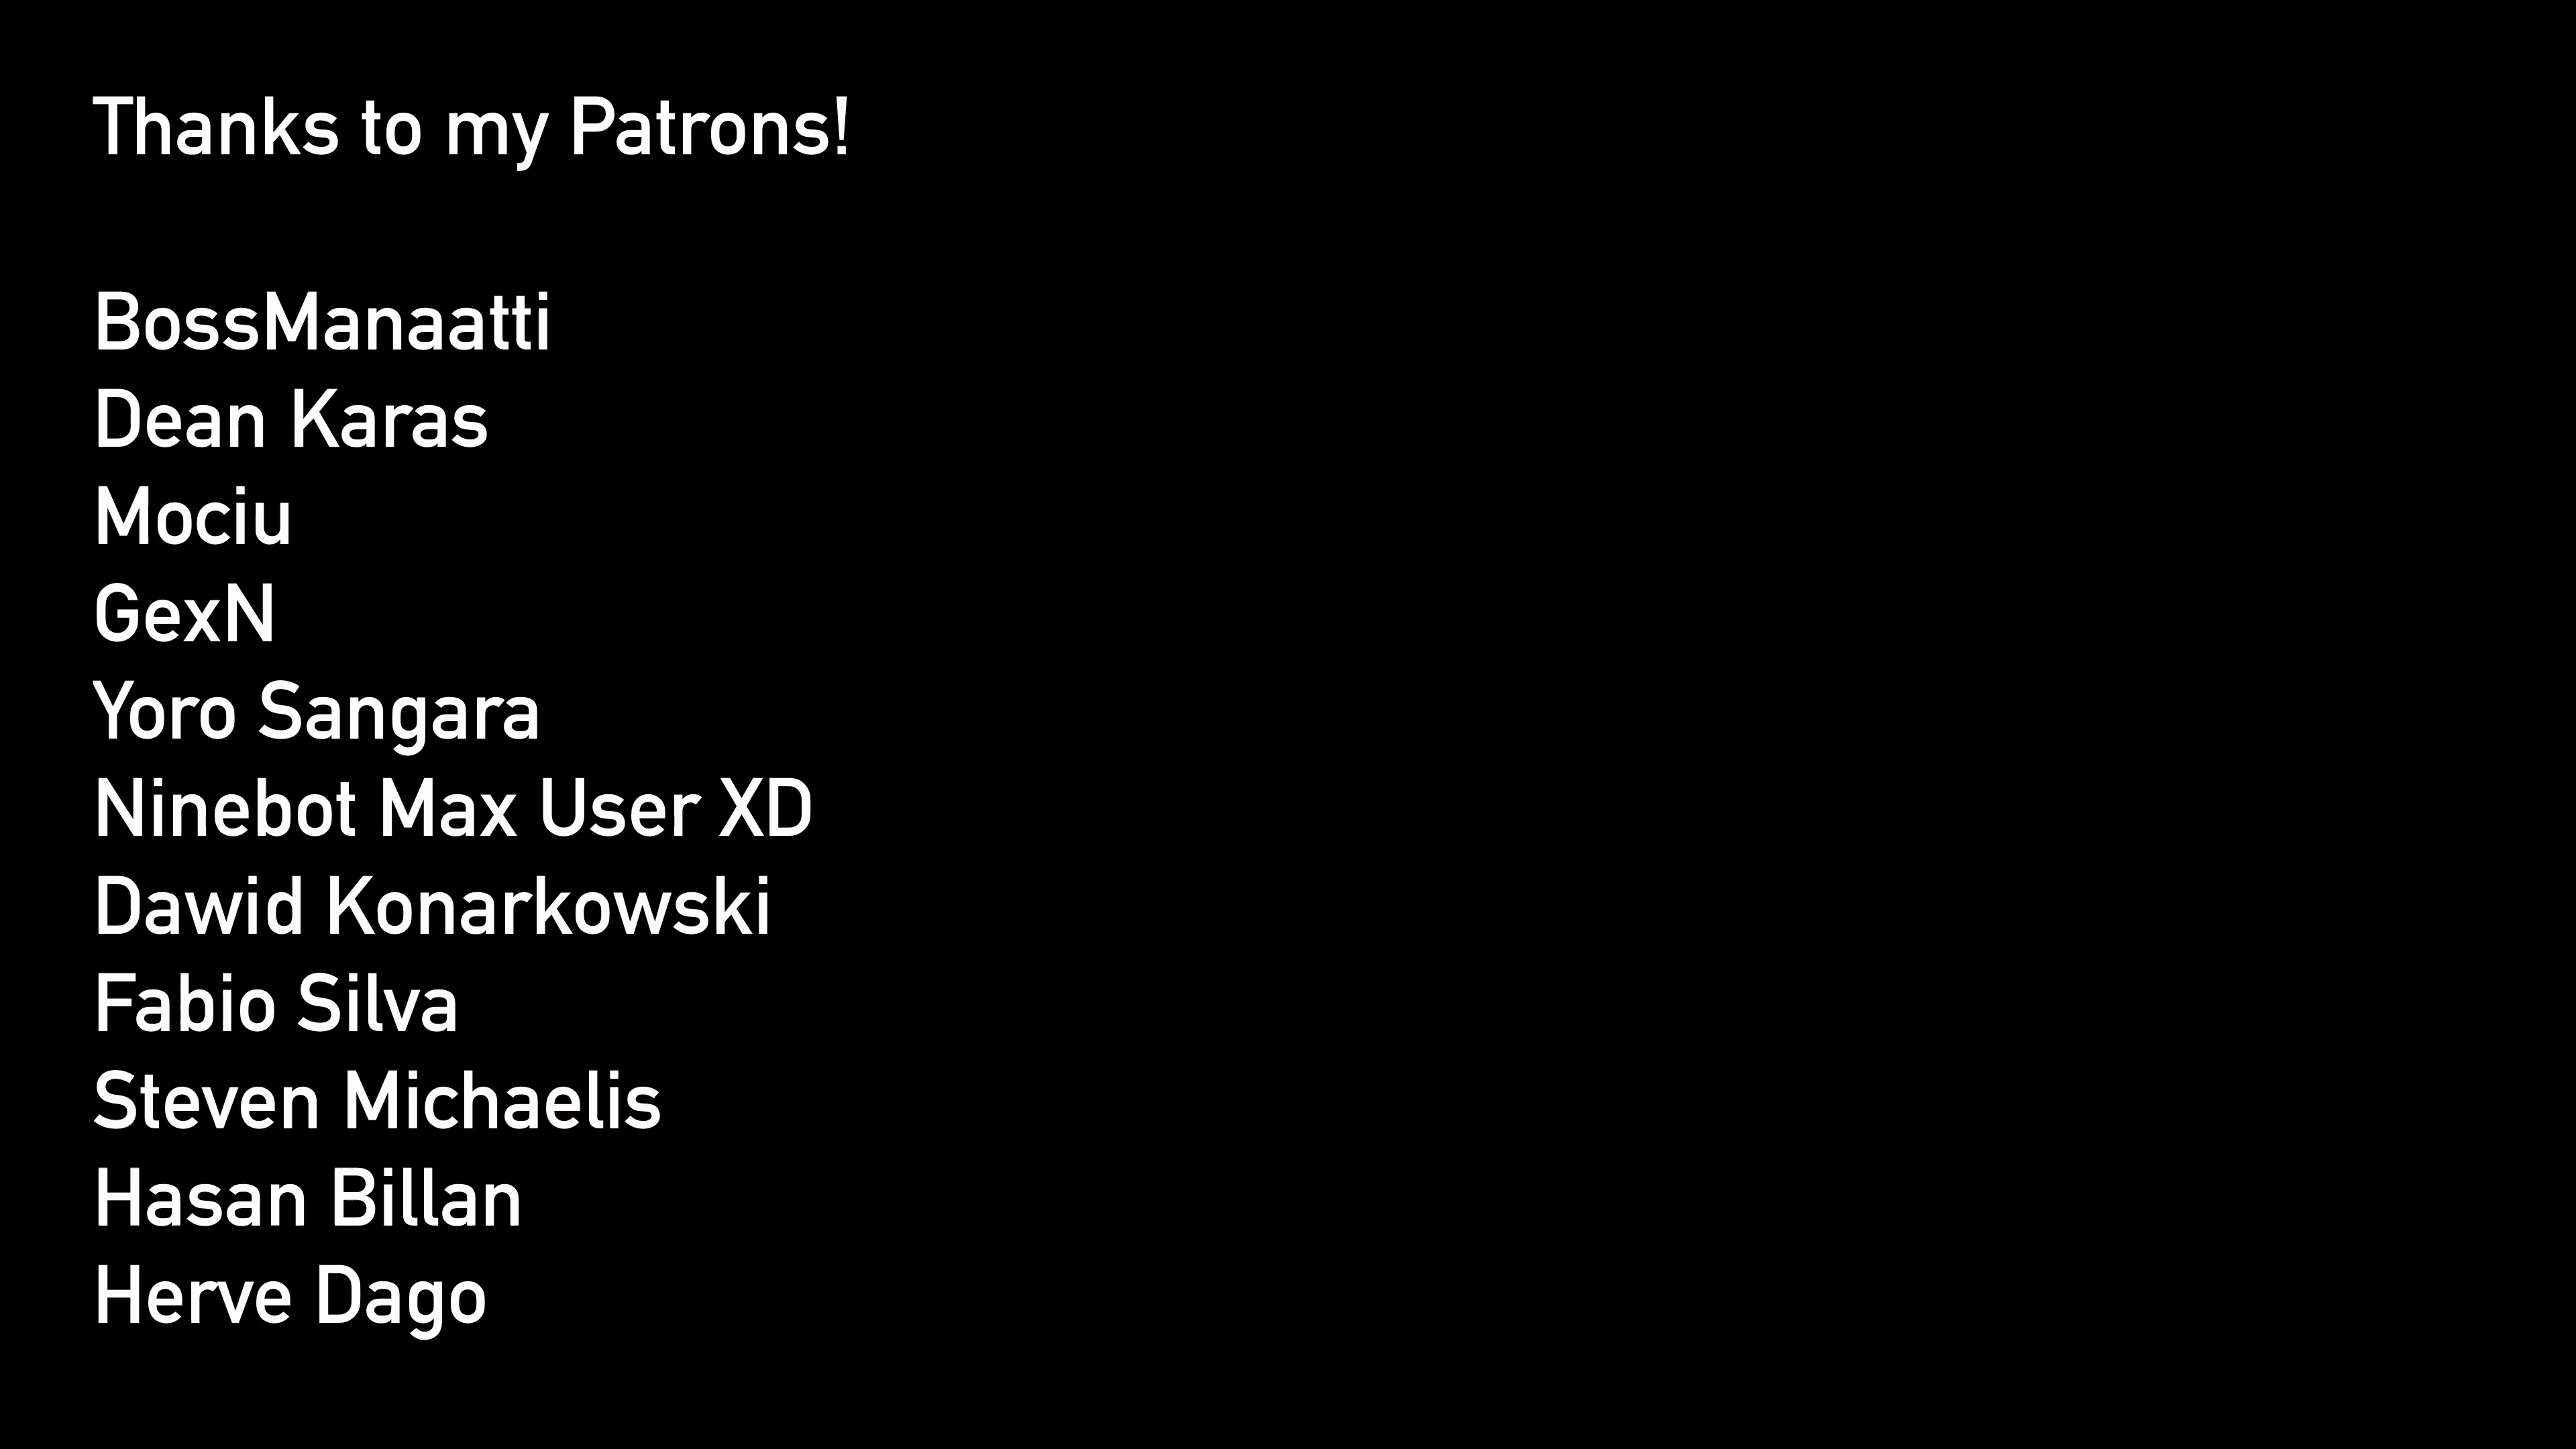 Thanks to my Patrons!
BossManaatti
Dean Karas
Mociu
GexN
Yoro Sangara
Ninebot Max User XD
Dawid Konarkowski
Fabio Silva
Steven Michaelis
Hasan Billan
Herve Dago